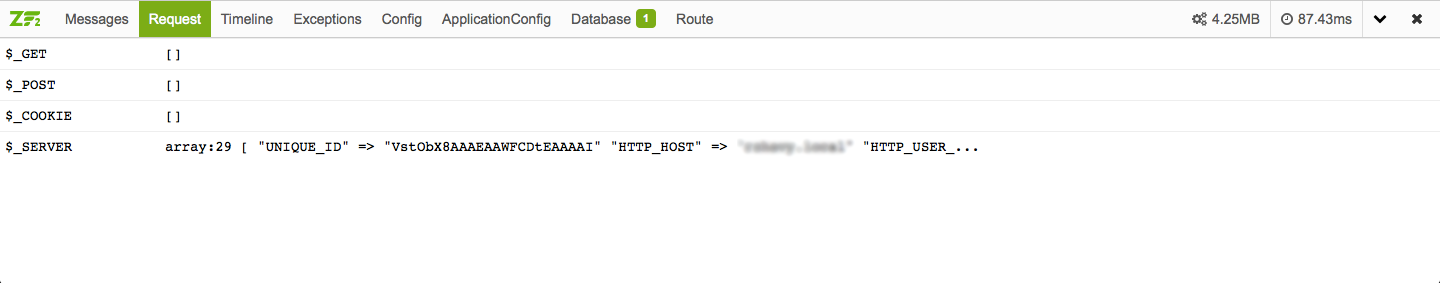 ZF2 Messages Request Timeline Exceptions Config ApplicationConfig Database 1 Route 4.25MB 87.43ms
$_GET []
$_POST []
$_COOKIE []
$_SERVER array:29 [ "UNIQUE_ID" => "VstObX8AAAEAAWFCDtEAAAAI" "HTTP_HOST" => "HTTP_USER_...